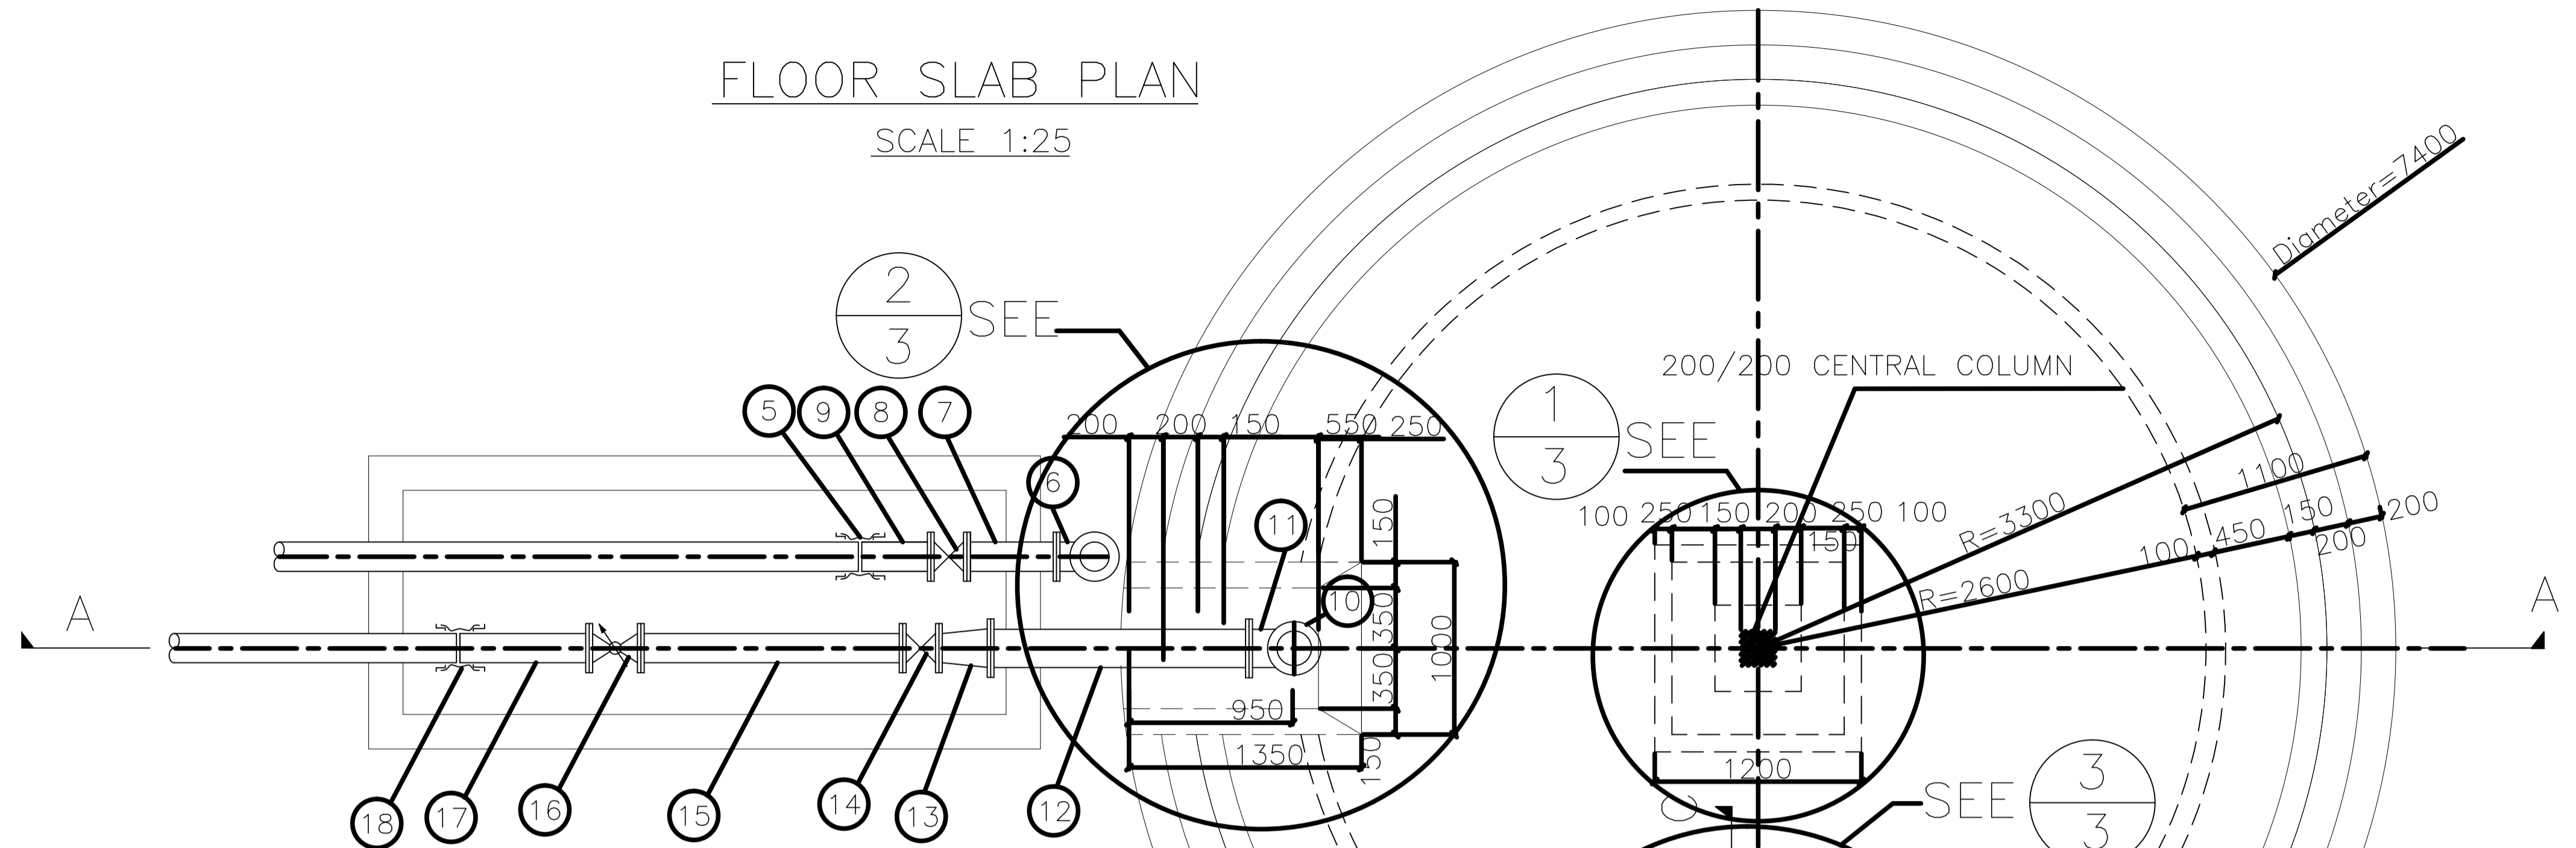 FLOOR SLAB PLAN
SCALE 1:25
Diameter=7400
2
3
SEE
200/200 CENTRAL COLUMN
1
3
SEE
5 9 8 7
6
200 200 150 550 250
11
10
150
350
350
150
1000
950
1350
100 250 150 200 250 100
150
1200
R=3300
R=2600
1100
100 450 150 200
200
A
A
18 17 16 15 14 13 12
C
SEE
3
3